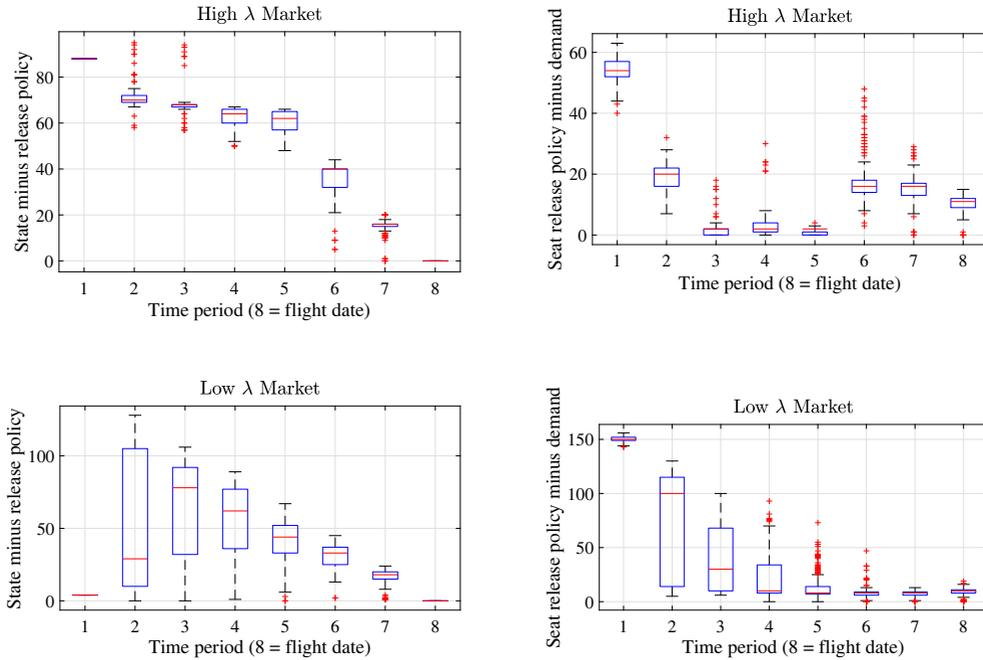 High λ Market
State minus release policy
80
60
40
20
0
1 2 3 4 5 6 7 8
Time period (8 = flight date)
High λ Market
Seat release policy minus demand
60
40
20
0
1 2 3 4 5 6 7 8
Time period (8 = flight date)
Low λ Market
State minus release policy
100
50
0
1 2 3 4 5 6 7 8
Time period (8 = flight date)
Low λ Market
Seat release policy minus demand
150
100
50
0
1 2 3 4 5 6 7 8
Time period (8 = flight date)